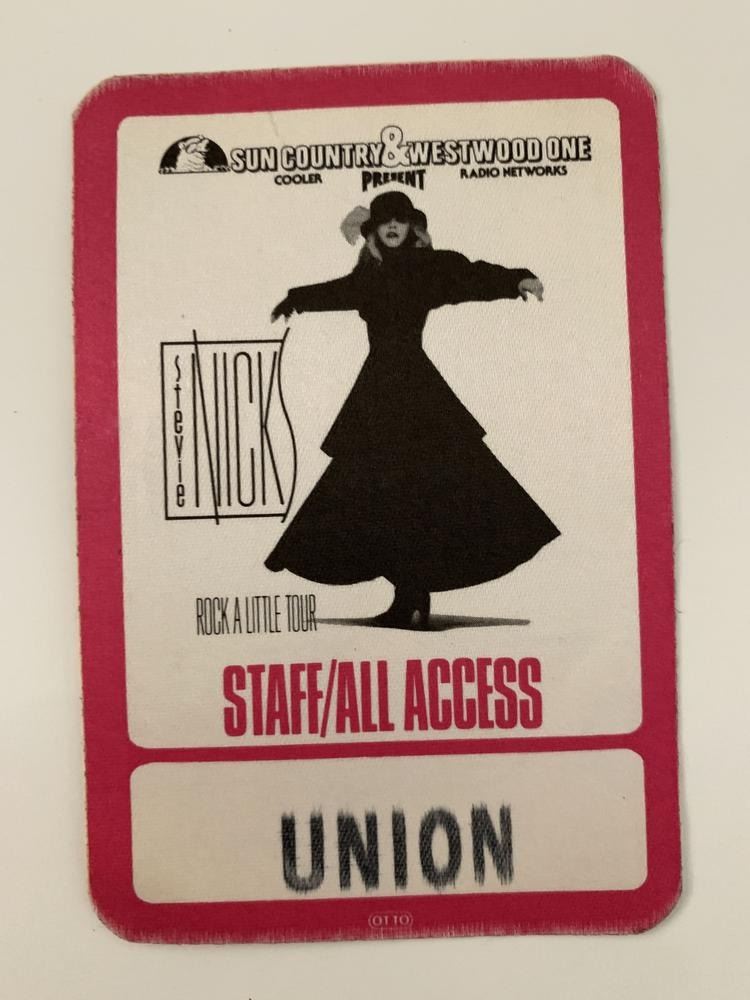 SUN COUNTRY & WESTWOOD ONE
COOLER PRESENT RADIO NETWORKS
stevie NICKS
ROCK A LITTLE TOUR
STAFF/ALL ACCESS
UNION
OTTO